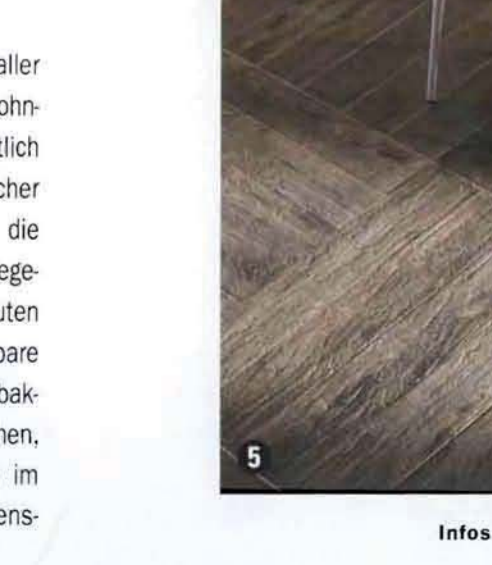 aller
ohn-
tlich
cher
die
ege-
uten
bare
bak-
nen,
im
ens-
5
Infos